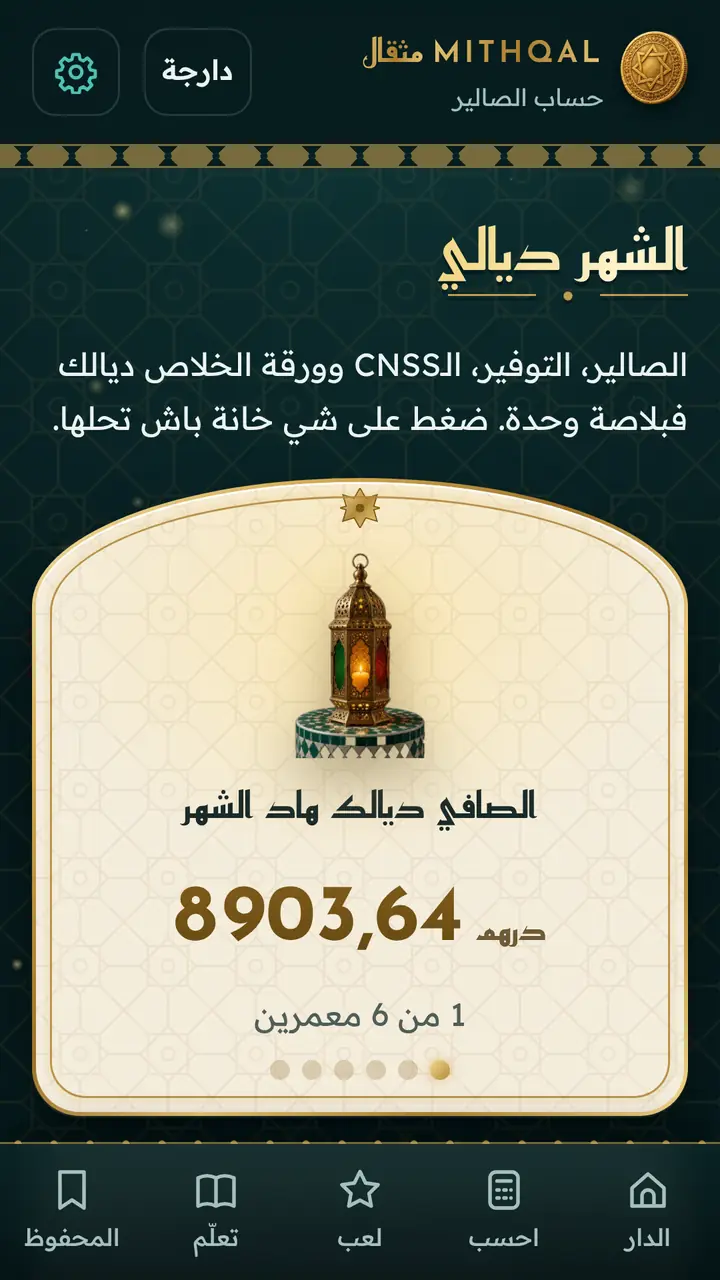 MITHQAL مثقال
حساب الصالير
دارجة
الشهر ديالي
الصالير، التوفير، الـCNSS وورقة الخلاص ديالك
فبلاصة وحدة. ضغط على شي خانة باش تحلها.
الصافي ديالك هاد الشهر
8903,64 درهم
1 من 6 معمرين
الدار
احسب
لعب
تعلّم
المحفوظ